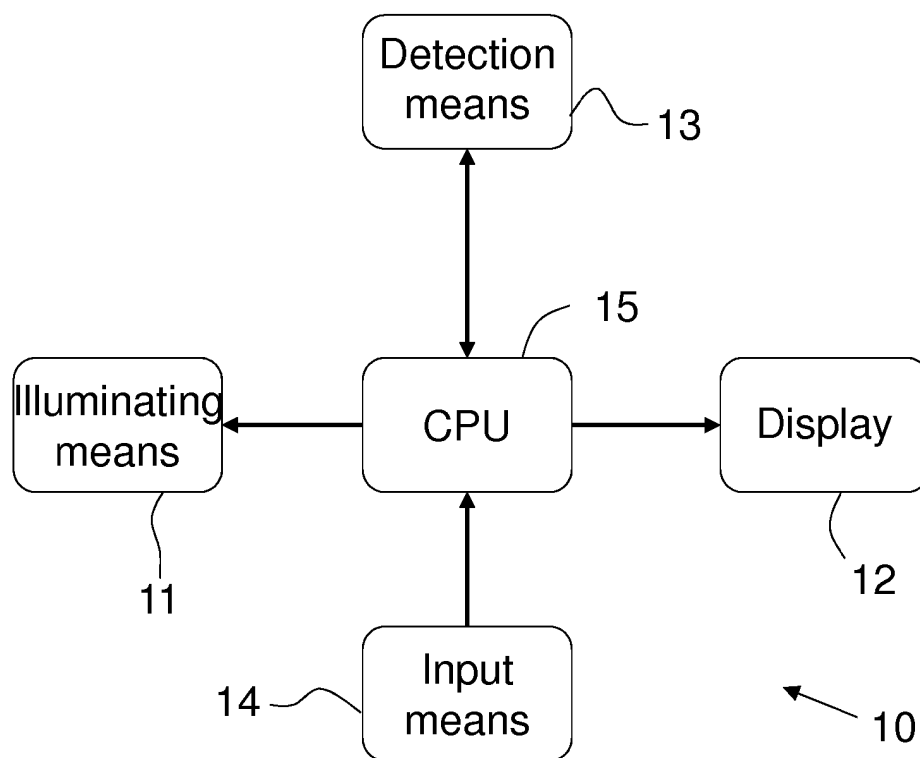 Detection
means
13
15
Illuminating
means
CPU
Display
11
12
Input
means
14
10